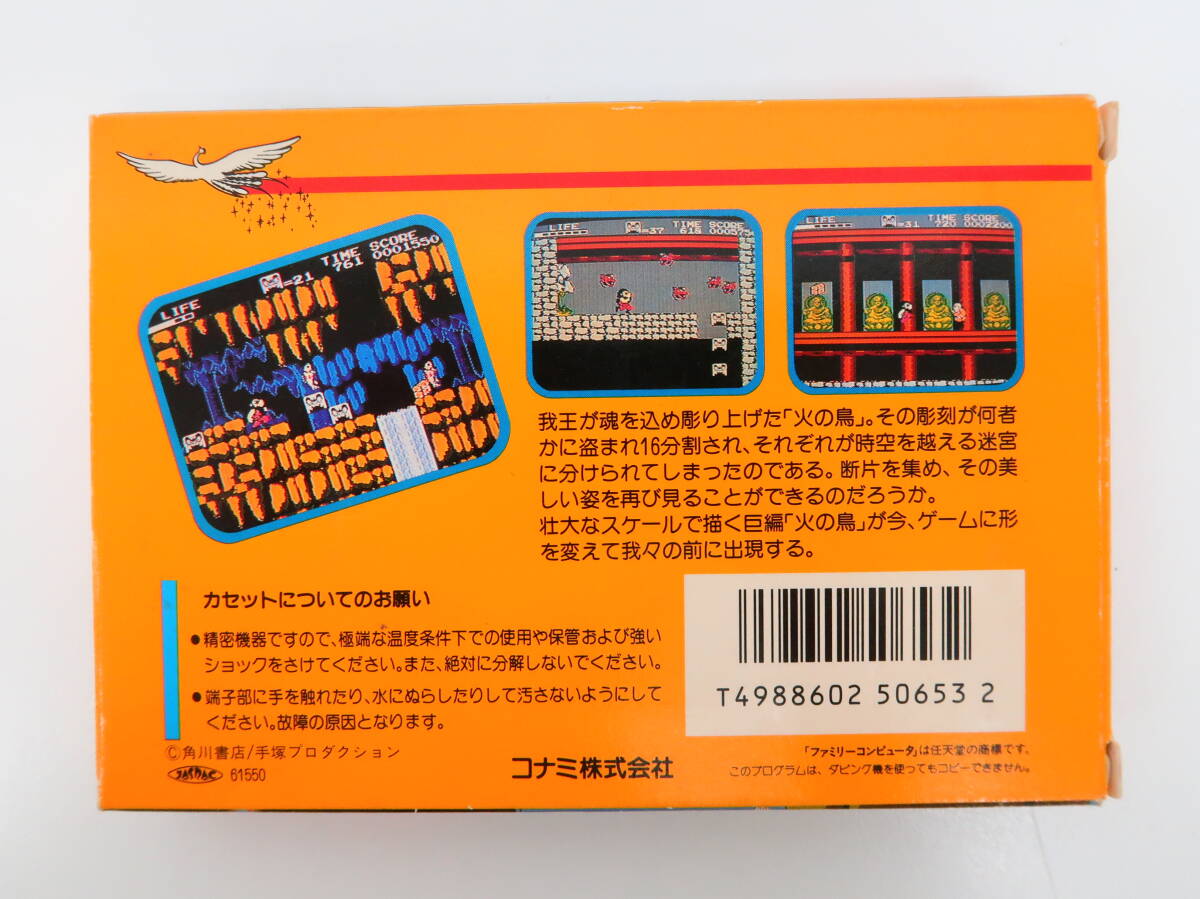 LIFE
=21
TIME SCORE
761 0001550
LIFE
=37
TIME SCORE
618 000057
LIFE
=31
TIME SCORE
720 0002200
我王が魂を込め彫り上げた「火の鳥」。その彫刻が何者
かに盗まれ16分割され、それぞれが時空を越える迷宮
に分けられてしまったのである。断片を集め、その美
しい姿を再び見ることができるのだろうか。
壮大なスケールで描く巨編「火の鳥」が今、ゲームに形
を変えて我々の前に出現する。
カセットについてのお願い
●精密機器ですので、極端な温度条件下での使用や保管および強い
ショックをさけてください。また、絶対に分解しないでください。
●端子部に手を触れたり、水にぬらしたりして汚さないようにして
ください。故障の原因となります。
T4988602 50653 2
©角川書店/手塚プロダクション
61550
コナミ株式会社
「ファミリーコンピュータ」は任天堂の商標です。
このプログラムは、ダビング機を使ってもコピーできません。